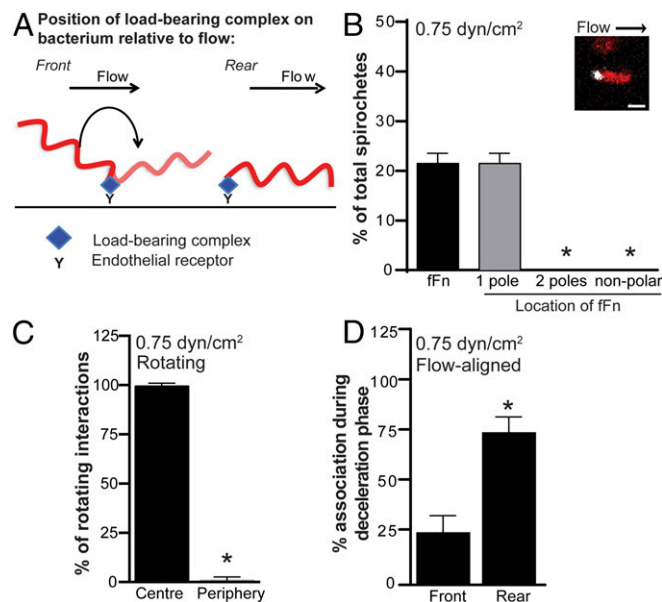 A Position of load-bearing complex on
bacterium relative to flow:
Front
Flow
Rear
Flow
Y
Y
Load-bearing complex
Y Endothelial receptor
B
0.75 dyn/cm²
Flow
% of total spirochetes
50
40
30
20
10
0
*
*
fFn
1 pole
2 poles
non-polar
Location of fFn
C
0.75 dyn/cm²
Rotating
% of rotating interactions
125
100
75
50
25
0
*
Centre
Periphery
D
0.75 dyn/cm²
Flow-aligned
% association during
deceleration phase
125
100
75
50
25
0
*
Front
Rear